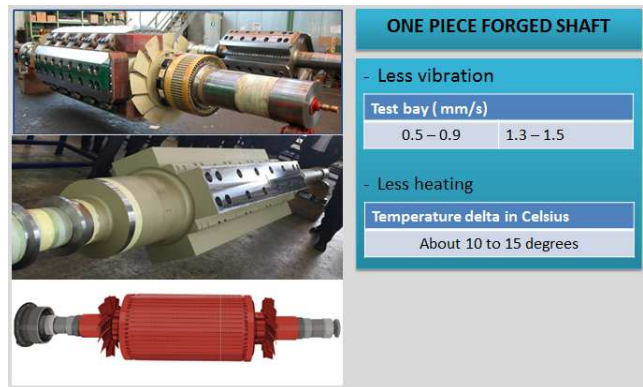 ONE PIECE FORGED SHAFT
- Less vibration
Test bay ( mm/s)
0.5 – 0.9 1.3 – 1.5
- Less heating
Temperature delta in Celsius
About 10 to 15 degrees